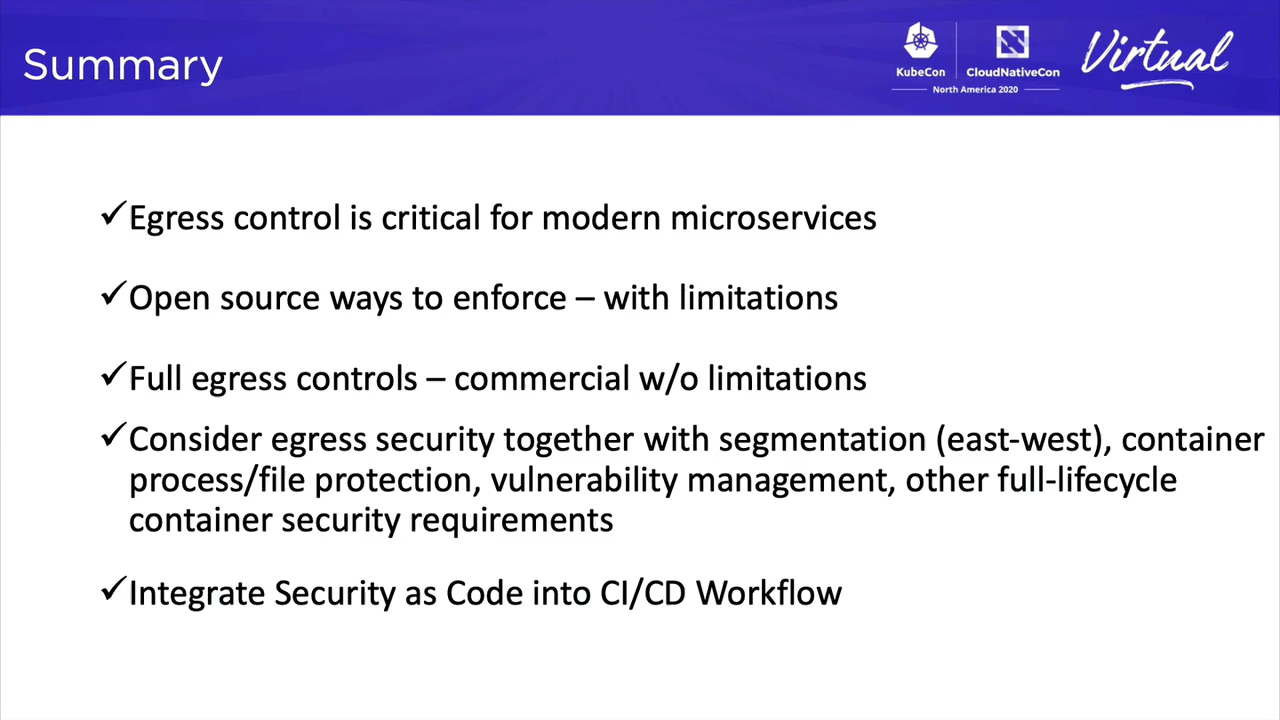 Summary
KubeCon
CloudNativeCon
North America 2020
Virtual
✓Egress control is critical for modern microservices
✓Open source ways to enforce – with limitations
✓Full egress controls – commercial w/o limitations
✓Consider egress security together with segmentation (east-west), container
process/file protection, vulnerability management, other full-lifecycle
container security requirements
✓Integrate Security as Code into CI/CD Workflow